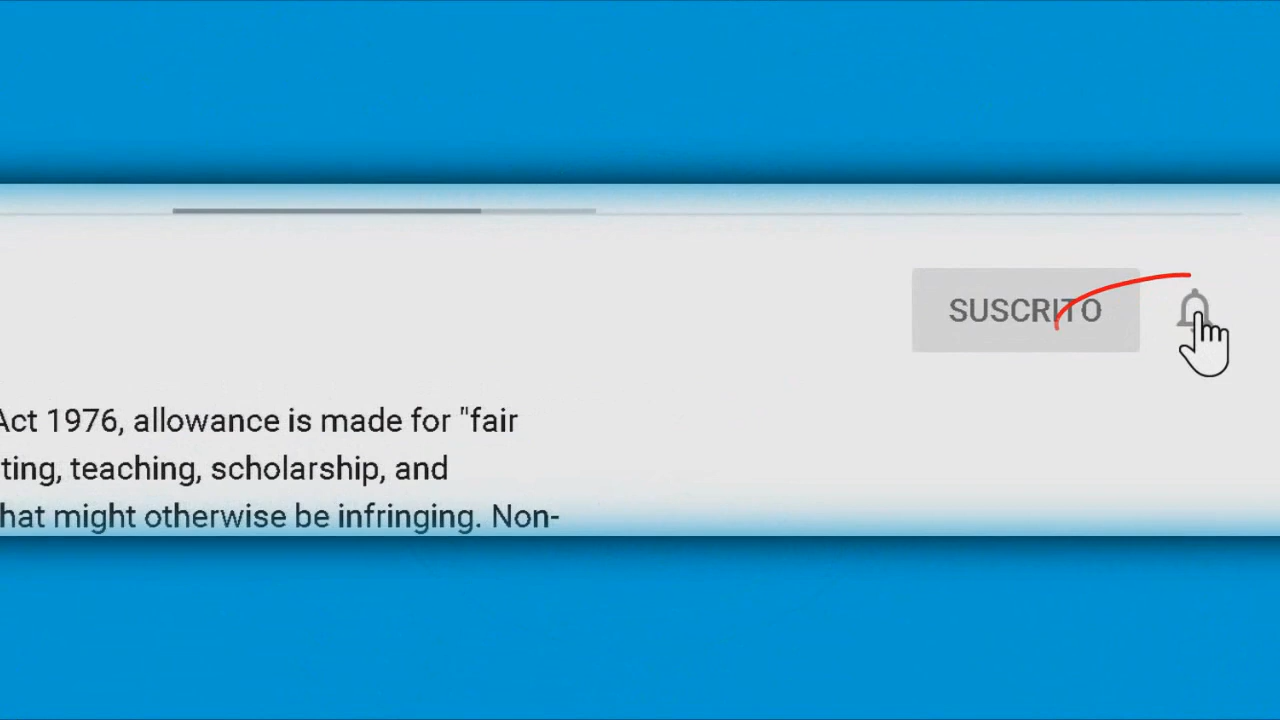 SUSCRITO
Act 1976, allowance is made for "fair
ting, teaching, scholarship, and
hat might otherwise be infringing. Non-